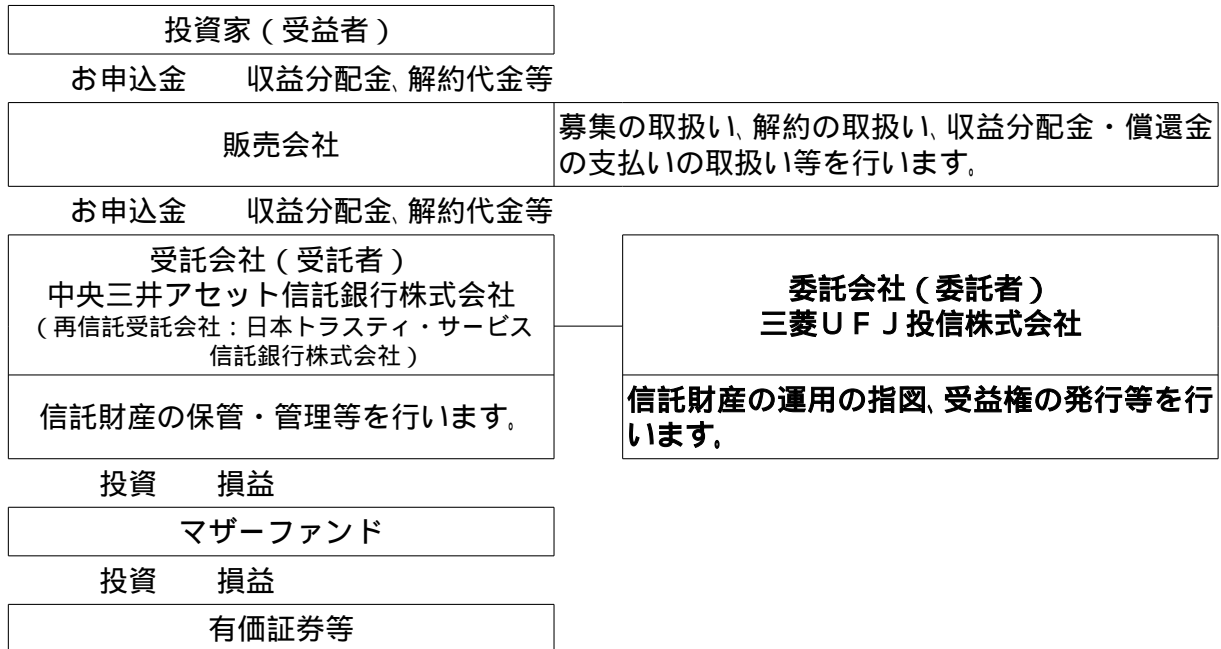 投資家（受益者）
お申込金　　収益分配金、解約代金等
販売会社
募集の取扱い、解約の取扱い、収益分配金・償還金
の支払いの取扱い等を行います。
お申込金　　収益分配金、解約代金等
受託会社（受託者）
中央三井アセット信託銀行株式会社
（再信託受託会社：日本トラスティ・サービス
信託銀行株式会社）
委託会社（委託者）
三菱ＵＦＪ投信株式会社
信託財産の保管・管理等を行います。
信託財産の運用の指図、受益権の発行等を行
います。
投資　　損益
マザーファンド
投資　　損益
有価証券等